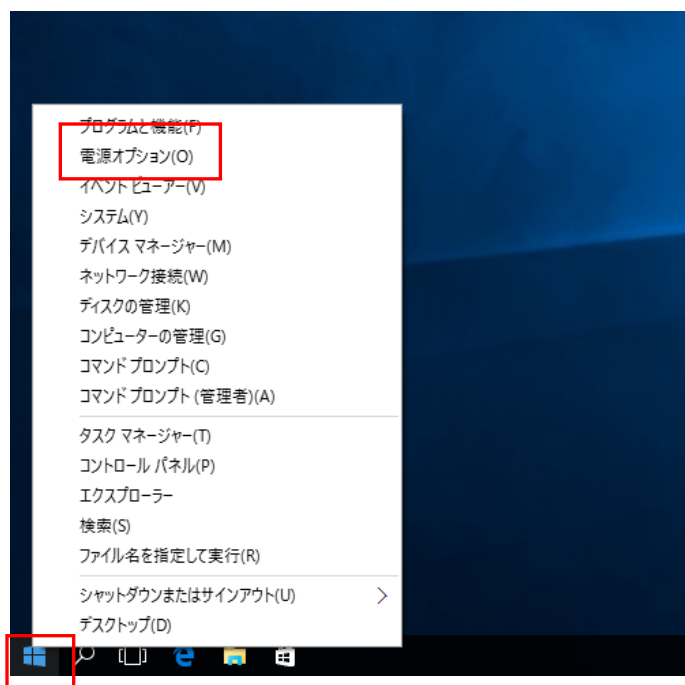 プログラムと機能(F)
電源オプション(O)
イベント ビューアー(V)
システム(Y)
デバイス マネージャー(M)
ネットワーク接続(W)
ディスクの管理(K)
コンピューターの管理(G)
コマンド プロンプト(C)
コマンド プロンプト (管理者)(A)
タスク マネージャー(T)
コントロール パネル(P)
エクスプローラー
検索(S)
ファイル名を指定して実行(R)
シャットダウンまたはサインアウト(U)
デスクトップ(D)